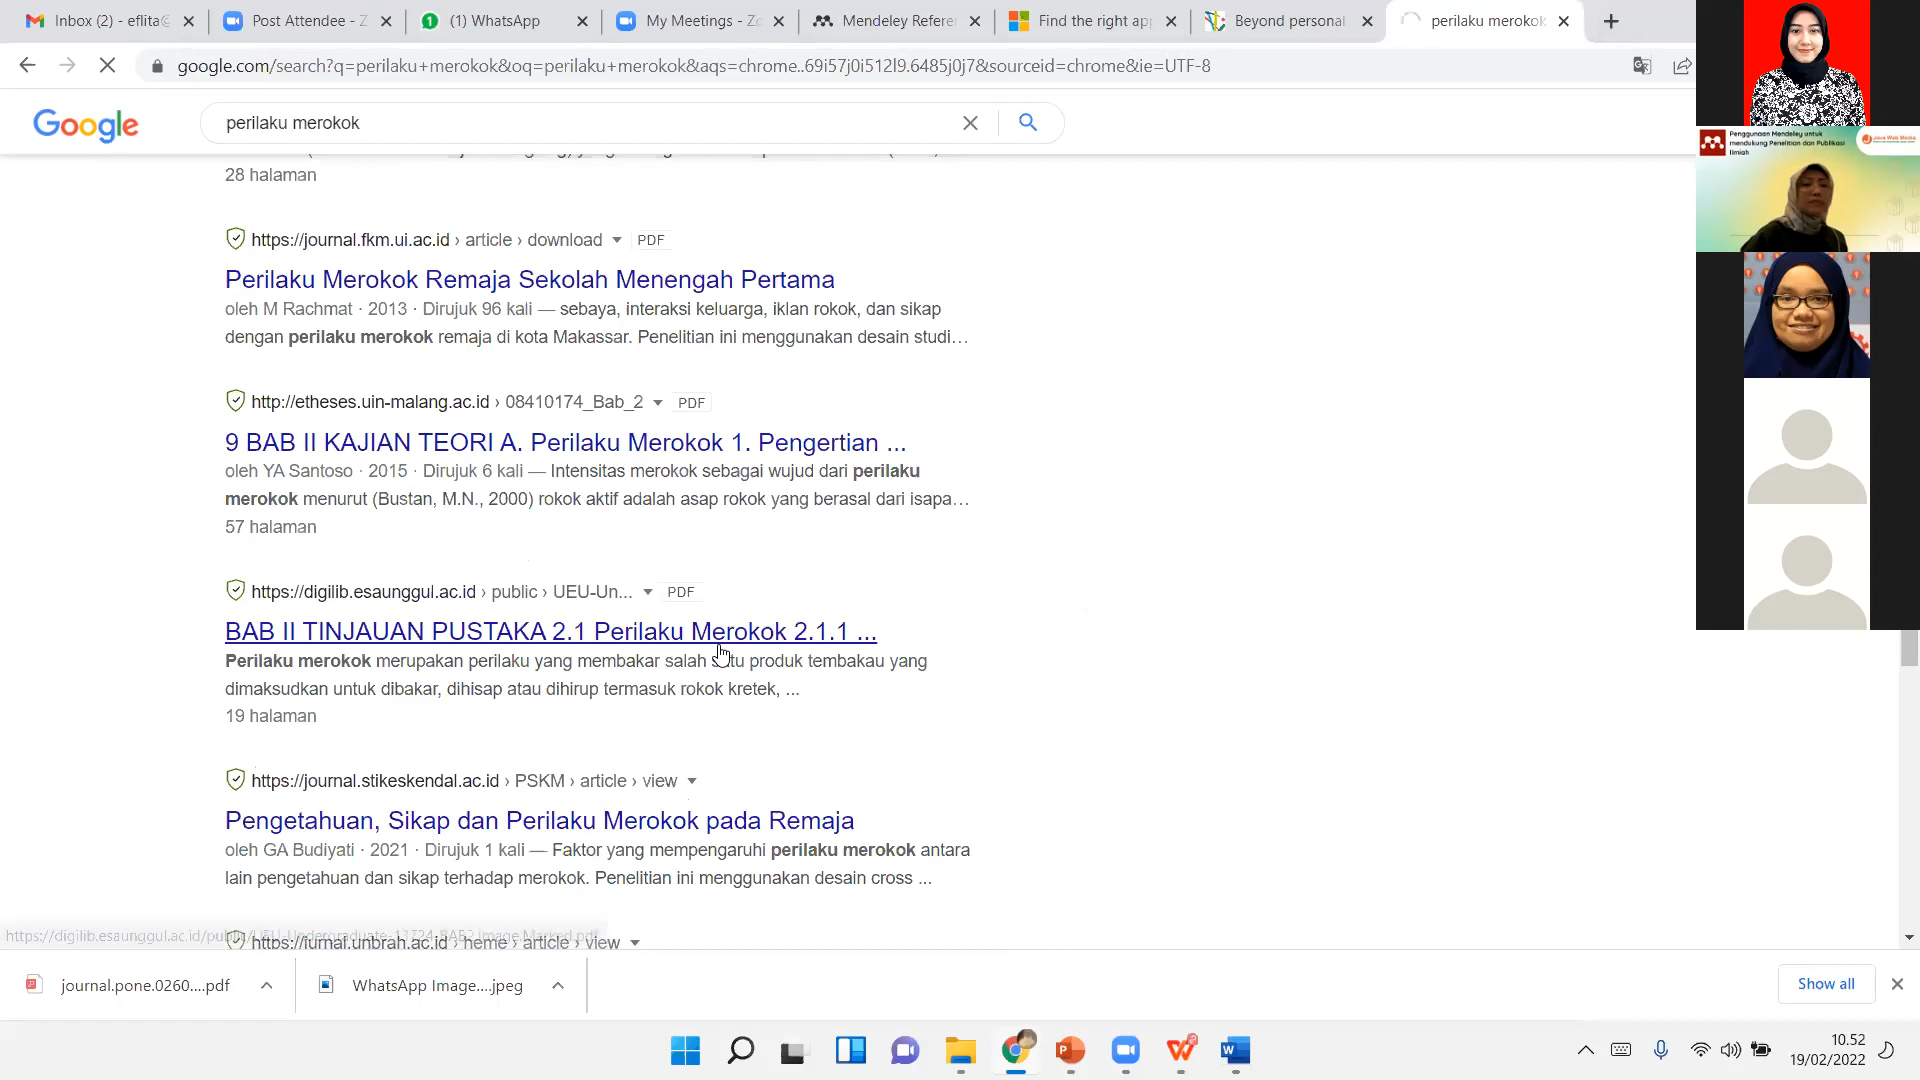 Inbox (2) - eflita@
Post Attendee - Z
(1) WhatsApp
My Meetings - Zo
Mendeley Refere
Find the right ap
Beyond personal
perilaku merokok
google.com/search?q=perilaku+merokok&oq=perilaku+merokok&aqs=chrome..69i57j0i512l9.6485j0j7&sourceid=chrome&ie=UTF-8
Google
perilaku merokok
28 halaman
https://journal.fkm.ui.ac.id › article › download PDF
Perilaku Merokok Remaja Sekolah Menengah Pertama
oleh M Rachmat · 2013 · Dirujuk 96 kali — sebaya, interaksi keluarga, iklan rokok, dan sikap
dengan perilaku merokok remaja di kota Makassar. Penelitian ini menggunakan desain studi...
http://etheses.uin-malang.ac.id › 08410174_Bab_2 PDF
9 BAB II KAJIAN TEORI A. Perilaku Merokok 1. Pengertian ...
oleh YA Santoso · 2015 · Dirujuk 6 kali — Intensitas merokok sebagai wujud dari perilaku
merokok menurut (Bustan, M.N., 2000) rokok aktif adalah asap rokok yang berasal dari isapa...
57 halaman
https://digilib.esaunggul.ac.id › public › UEU-Un... PDF
BAB II TINJAUAN PUSTAKA 2.1 Perilaku Merokok 2.1.1 ...
Perilaku merokok merupakan perilaku yang membakar salah satu produk tembakau yang
dimaksudkan untuk dibakar, dihisap atau dihirup termasuk rokok kretek, ...
19 halaman
https://journal.stikeskendal.ac.id › PSKM › article › view
Pengetahuan, Sikap dan Perilaku Merokok pada Remaja
oleh GA Budiyati · 2021 · Dirujuk 1 kali — Faktor yang mempengaruhi perilaku merokok antara
lain pengetahuan dan sikap terhadap merokok. Penelitian ini menggunakan desain cross ...
https://jurnal.unbrah.ac.id › heme › article › view
Penggunaan Mendeley untuk
mendukung Penelitian dan Publikasi
Ilmiah
Jawa Web Media
journal.pone.0260....pdf
WhatsApp Image....jpeg
Show all
10.52
19/02/2022